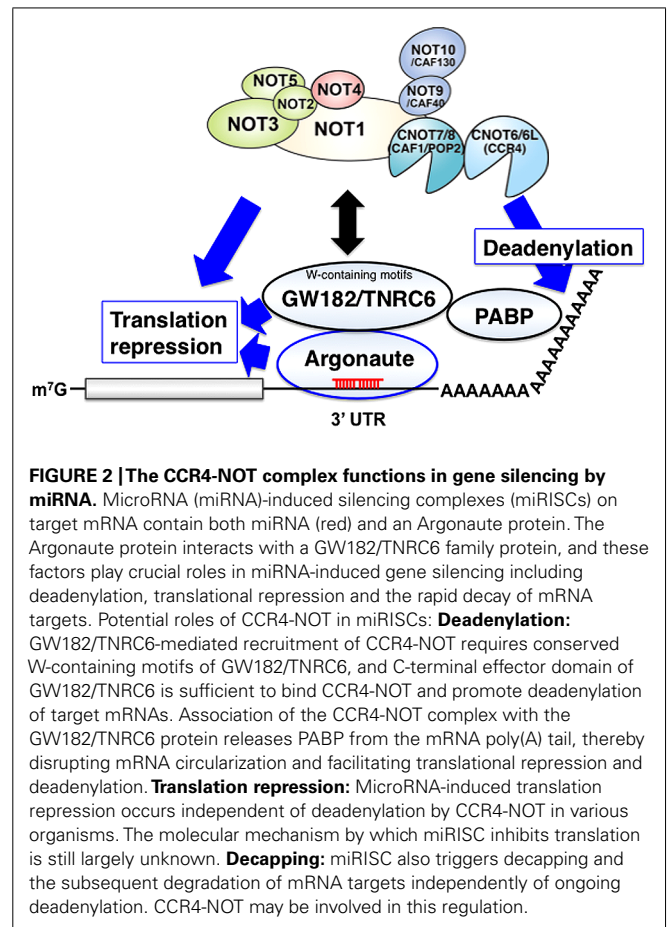 NOT10
/CAF130
NOT5
NOT4
NOT9
/CAF40
NOT2
NOT3
NOT1
CNOT7/8
(CAF1/POP2)
CNOT6/6L
(CCR4)
Deadenylation
W-containing motifs
GW182/TNRC6
PABP
Translation
repression
Argonaute
m⁷G
AAAAAAA
AAAAAAAAAAA
3' UTR
FIGURE 2 | The CCR4-NOT complex functions in gene silencing by
miRNA. MicroRNA (miRNA)-induced silencing complexes (miRISCs) on
target mRNA contain both miRNA (red) and an Argonaute protein. The
Argonaute protein interacts with a GW182/TNRC6 family protein, and these
factors play crucial roles in miRNA-induced gene silencing including
deadenylation, translational repression and the rapid decay of mRNA
targets. Potential roles of CCR4-NOT in miRISCs: Deadenylation:
GW182/TNRC6-mediated recruitment of CCR4-NOT requires conserved
W-containing motifs of GW182/TNRC6, and C-terminal effector domain of
GW182/TNRC6 is sufficient to bind CCR4-NOT and promote deadenylation
of target mRNAs. Association of the CCR4-NOT complex with the
GW182/TNRC6 protein releases PABP from the mRNA poly(A) tail, thereby
disrupting mRNA circularization and facilitating translational repression and
deadenylation. Translation repression: MicroRNA-induced translation
repression occurs independent of deadenylation by CCR4-NOT in various
organisms. The molecular mechanism by which miRISC inhibits translation
is still largely unknown. Decapping: miRISC also triggers decapping and
the subsequent degradation of mRNA targets independently of ongoing
deadenylation. CCR4-NOT may be involved in this regulation.